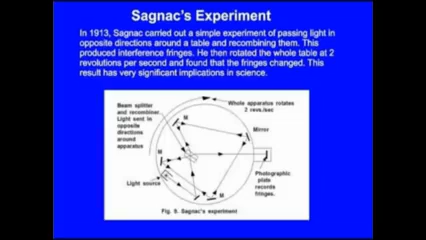 Sagnac's Experiment
In 1913, Sagnac carried out a simple experiment of passing light in
opposite directions around a table and recombining them. This
produced interference fringes. He then rotated the whole table at 2
revolutions per second and found that the fringes changed. This
result has very significant implications in science.
Beam splitter
and recombiner.
Light sent in
opposite
directions
around
apparatus
Whole apparatus rotates
2 revs./sec
M
Mirror
M
Light source
M
Photographic
plate
records
fringes.
Fig. 9. Sagnac's experiment